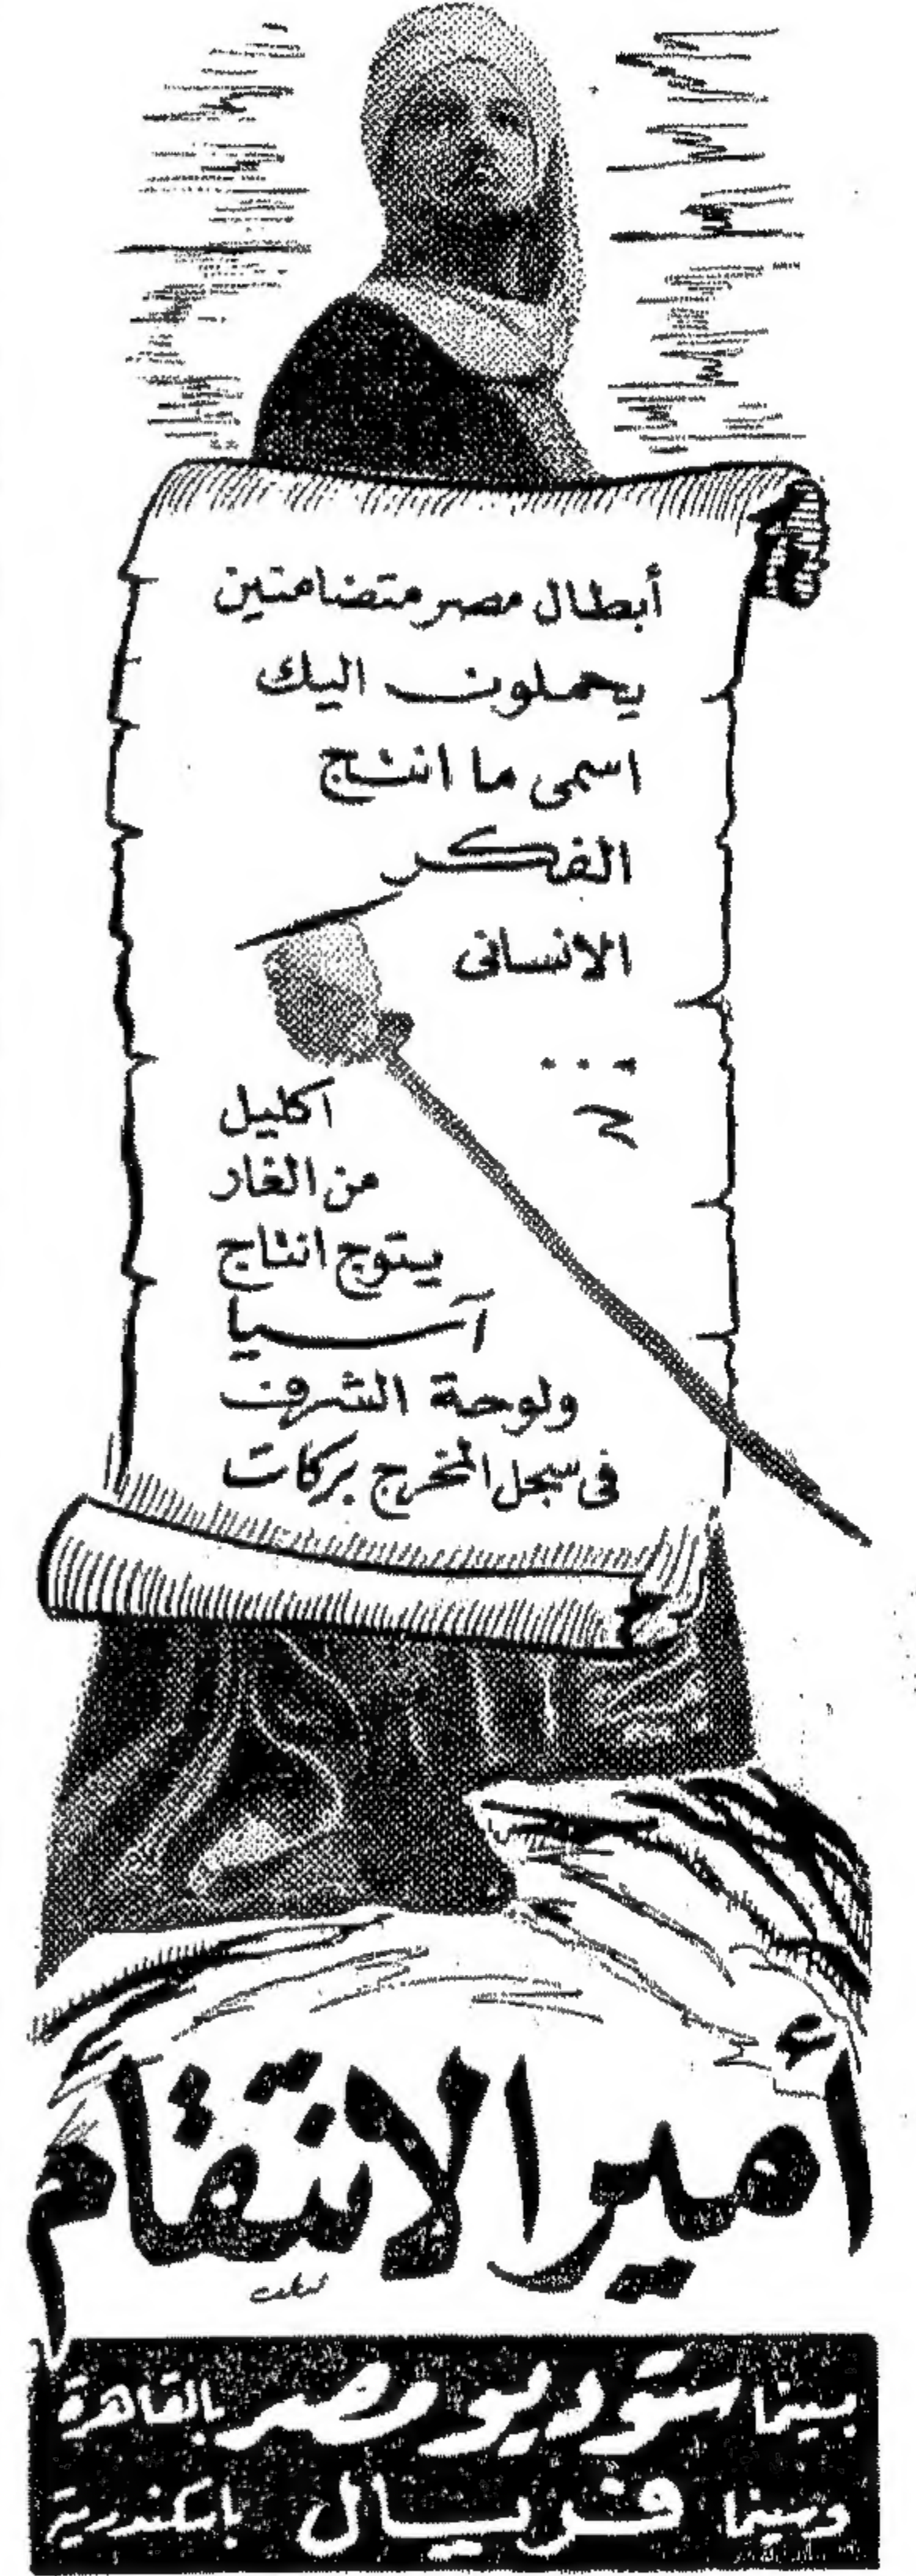 أبطال مصر متضامنين
يحملون اليك
اسمى ما انتج
الفكر
الانسانى
...
اكليل
من الغار
يتوج انتاج
آسيا
ولوحة الشرف
فى سجل المخرج بركات
أمير الانتقام
بسينما ستوديو مصر بالقاهرة
وسينما فريال باسكندرية